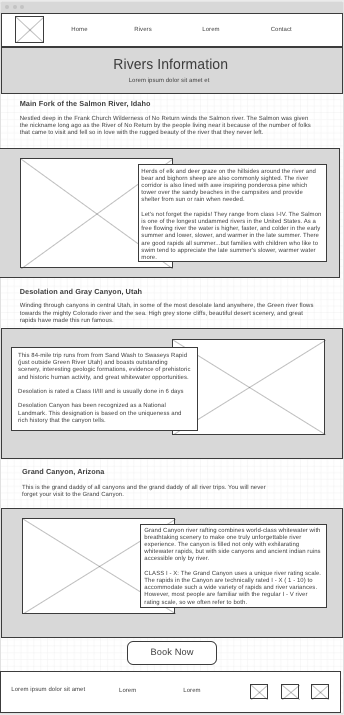 Home Rivers Lorem Contact
Rivers Information
Lorem ipsum dolor sit amet et
Main Fork of the Salmon River, Idaho
Nestled deep in the Frank Church Wilderness of No Return winds the Salmon river. The Salmon was given
the nickname long ago as the River of No Return by the people living near it because of the number of folks
that came to visit and fell so in love with the rugged beauty of the river that they never left.
Herds of elk and deer graze on the hillsides around the river and
bear and bighorn sheep are also commonly sighted. The river
corridor is also lined with awe inspiring ponderosa pine which
tower over the sandy beaches in the campsites and provide
shelter from sun or rain when needed.
Let's not forget the rapids! They range from class I-IV. The Salmon
is one of the longest undammed rivers in the United States. As a
free flowing river the water is higher, faster, and colder in the early
summer and lower, slower, and warmer in the late summer. There
are good rapids all summer...but families with children who like to
swim tend to appreciate the late summer's slower, warmer water
more.
Desolation and Gray Canyon, Utah
Winding through canyons in central Utah, in some of the most desolate land anywhere, the Green river flows
towards the mighty Colorado river and the sea. High grey stone cliffs, beautiful desert scenery, and great
rapids have made this run famous.
This 84-mile trip runs from from Sand Wash to Swaseys Rapid
(just outside Green River Utah) and boasts outstanding
scenery, interesting geologic formations, evidence of prehistory
and historic human activity, and great whitewater opportunities.
Desolation is rated a Class II/III and is usually done in 6 days
Desolation Canyon has been recognized as a National
Landmark. This designation is based on the uniqueness and
rich history that the canyon tells.
Grand Canyon, Arizona
This is the grand daddy of all canyons and the grand daddy of all river trips. You will never
forget your visit to the Grand Canyon.
Grand Canyon river rafting combines world-class whitewater with
breathtaking scenery to make one truly unforgettable river
experience. The canyon is filled not only with exhilarating
whitewater rapids, but with side canyons and ancient indian ruins
accessible only by river.
CLASS I - X: The Grand Canyon uses a unique river rating scale.
The rapids in the Canyon are technically rated I - X ( 1 - 10) to
accommodate such a wide variety of rapids and river variances.
However, most people are familiar with the regular I - V river
rating scale, so we often refer to both.
Book Now
Lorem ipsum dolor sit amet Lorem Lorem